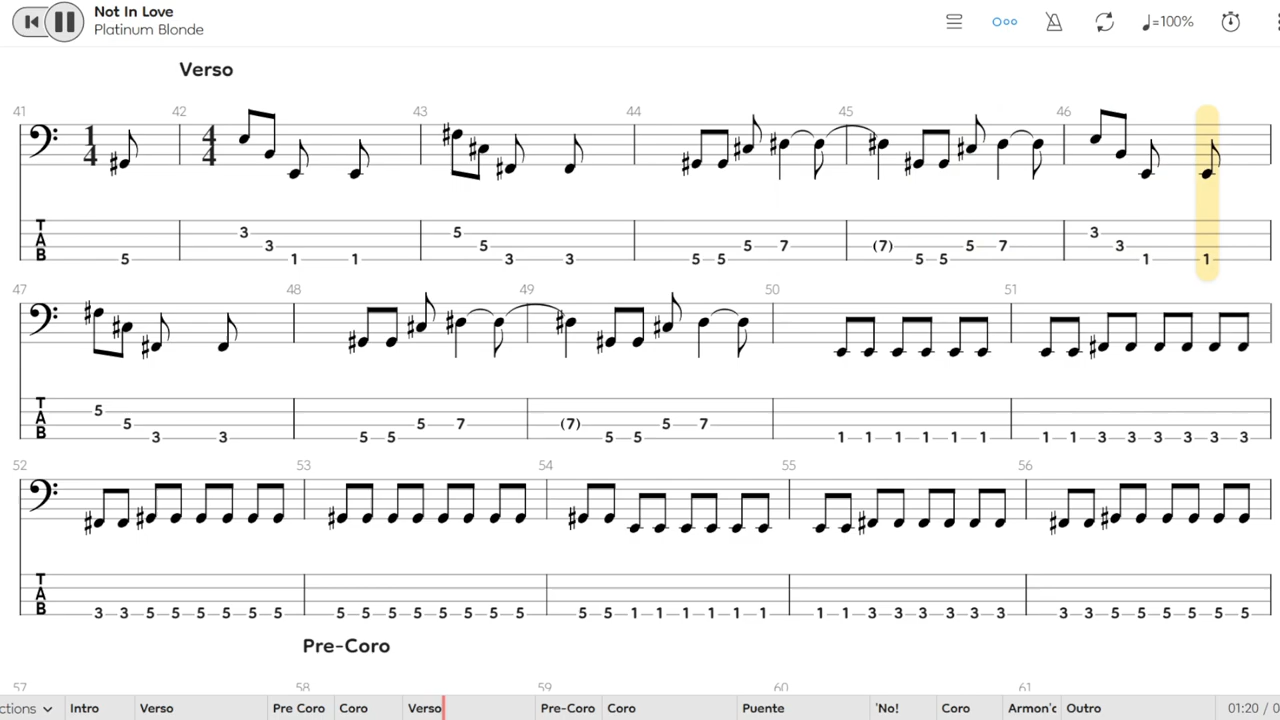 Not In Love
Platinum Blonde
♩=100%
Verso
41 42 43 44 45 46
1 4 4 4
T A B 5 3 3 1 1 5 5 3 3 5 5 5 7 (7) 5 5 5 7 3 3 1 1
47 48 49 50 51
T A B 5 5 3 3 5 5 5 7 (7) 5 5 5 7 1 1 1 1 1 1 1 1 3 3 3 3 3 3
52 53 54 55 56
T A B 3 3 5 5 5 5 5 5 5 5 5 5 5 5 5 5 5 5 1 1 1 1 1 1 1 1 3 3 3 3 3 3 3 3 5 5 5 5 5 5
Pre-Coro
57 58 59 60 61
ctions Intro Verso Pre Coro Coro Verso Pre-Coro Coro Puente 'No! Coro Armon'c Outro 01:20 / 0